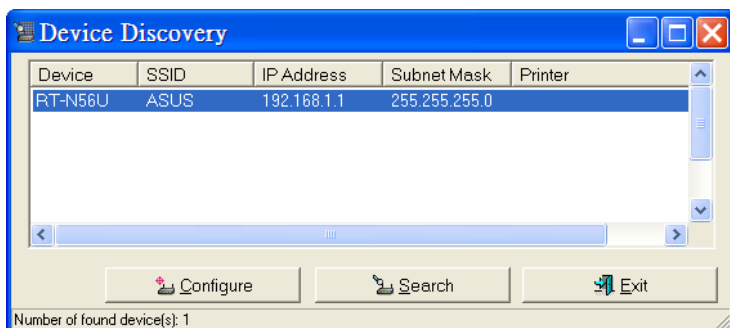 Device Discovery
Device SSID IP Address Subnet Mask Printer
RT-N56U ASUS 192.168.1.1 255.255.255.0
Configure Search Exit
Number of found device(s): 1